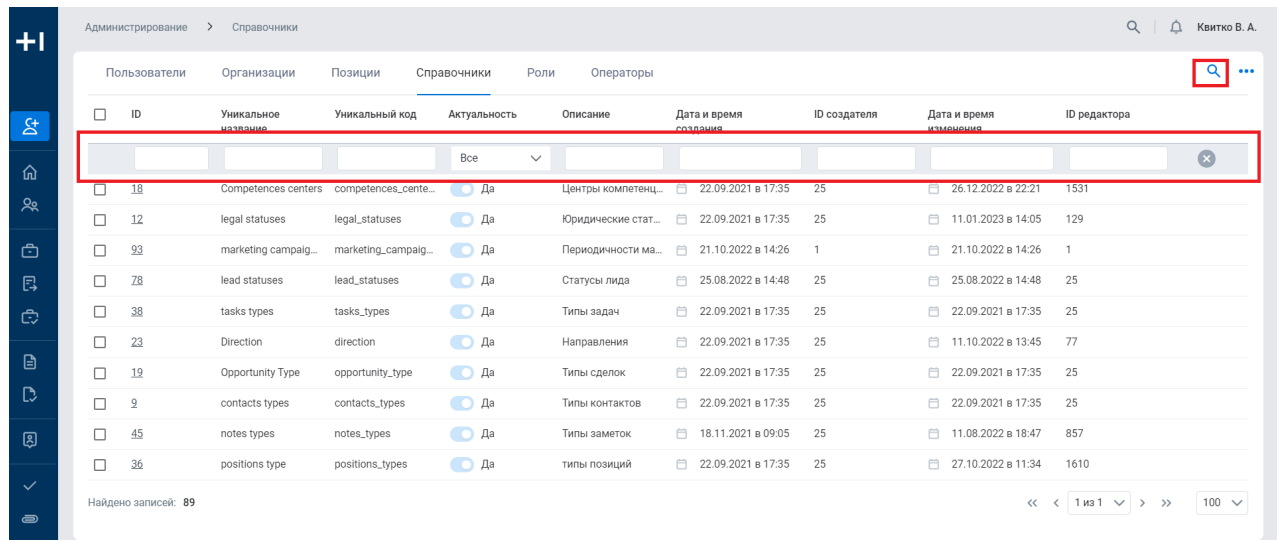 Администрирование > Справочники Квитко В. А.
Пользователи Организации Позиции Справочники Роли Операторы
ID Уникальное название Уникальный код Актуальность Описание Дата и время создания ID создателя Дата и время изменения ID редактора
Все
18 Competences centers competences_cente... Да Центры компетенц... 22.09.2021 в 17:35 25 26.12.2022 в 22:21 1531
12 legal statuses legal_statuses Да Юридические стат... 22.09.2021 в 17:35 25 11.01.2023 в 14:05 129
93 marketing campaig... marketing_campaig... Да Периодичности ма... 21.10.2022 в 14:26 1 21.10.2022 в 14:26 1
78 lead statuses lead_statuses Да Статусы лида 25.08.2022 в 14:48 25 25.08.2022 в 14:48 25
38 tasks types tasks_types Да Типы задач 22.09.2021 в 17:35 25 22.09.2021 в 17:35 25
23 Direction direction Да Направления 22.09.2021 в 17:35 25 11.10.2022 в 13:45 77
19 Opportunity Type opportunity_type Да Типы сделок 22.09.2021 в 17:35 25 22.09.2021 в 17:35 25
9 contacts types contacts_types Да Типы контактов 22.09.2021 в 17:35 25 22.09.2021 в 17:35 25
45 notes types notes_types Да Типы заметок 18.11.2021 в 09:05 25 11.08.2022 в 18:47 857
36 positions type positions_types Да типы позиций 22.09.2021 в 17:35 25 27.10.2022 в 11:34 1610
Найдено записей: 89 << < 1 из 1 > >> 100